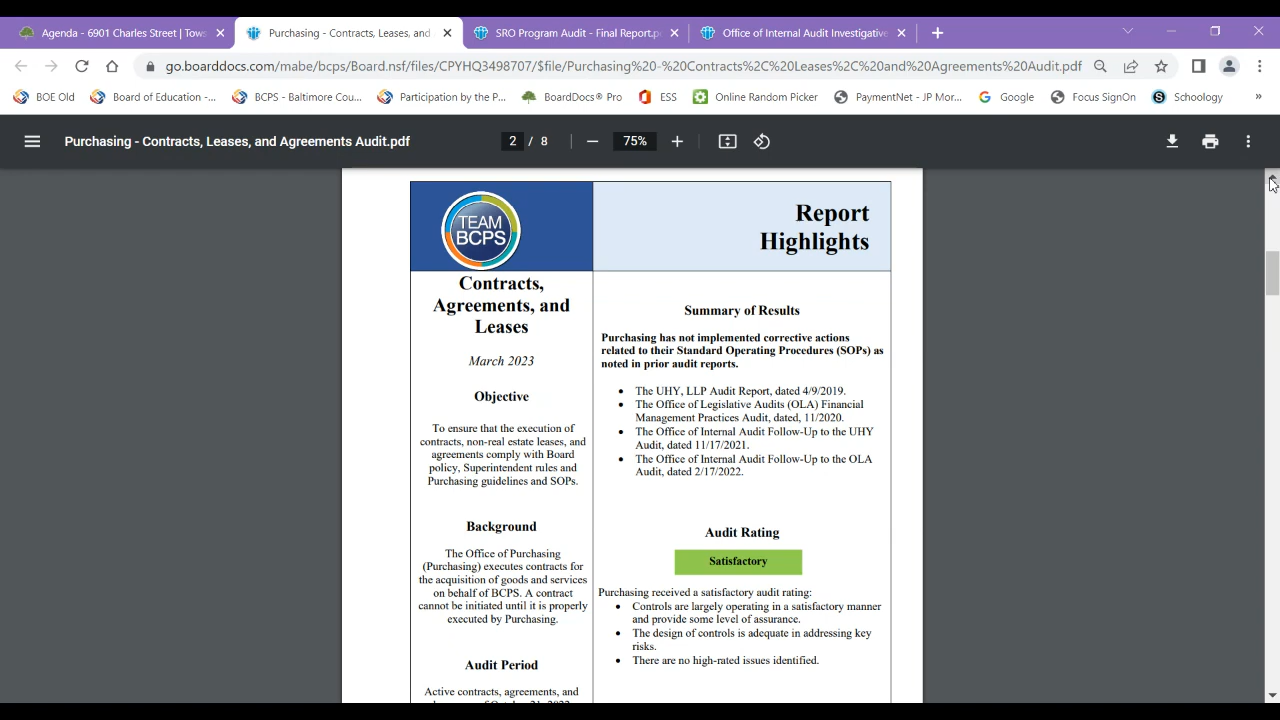 Agenda - 6901 Charles Street | Tows
Purchasing - Contracts, Leases, and
SRO Program Audit - Final Report.p
Office of Internal Audit Investigative
go.boarddocs.com/mabe/bcps/Board.nsf/files/CPYHQ3498707/$file/Purchasing%20-%20Contracts%2C%20Leases%2C%20and%20Agreements%20Audit.pdf
BOE Old
Board of Education -...
BCPS - Baltimore Cou...
Participation by the P...
BoardDocs® Pro
ESS
Online Random Picker
PaymentNet - JP Mor...
Google
Focus SignOn
Schoology
»
Purchasing - Contracts, Leases, and Agreements Audit.pdf
2 / 8
75%
TEAM
BCPS
Report
Highlights
Contracts,
Agreements, and
Leases
March 2023
Objective
To ensure that the execution of
contracts, non-real estate leases, and
agreements comply with Board
policy, Superintendent rules and
Purchasing guidelines and SOPs.
Background
The Office of Purchasing
(Purchasing) executes contracts for
the acquisition of goods and services
on behalf of BCPS. A contract
cannot be initiated until it is properly
executed by Purchasing.
Audit Period
Active contracts, agreements, and
Summary of Results
Purchasing has not implemented corrective actions
related to their Standard Operating Procedures (SOPs) as
noted in prior audit reports.
• The UHY, LLP Audit Report, dated 4/9/2019.
• The Office of Legislative Audits (OLA) Financial
Management Practices Audit, dated, 11/2020.
• The Office of Internal Audit Follow-Up to the UHY
Audit, dated 11/17/2021.
• The Office of Internal Audit Follow-Up to the OLA
Audit, dated 2/17/2022.
Audit Rating
Satisfactory
Purchasing received a satisfactory audit rating:
• Controls are largely operating in a satisfactory manner
and provide some level of assurance.
• The design of controls is adequate in addressing key
risks.
• There are no high-rated issues identified.